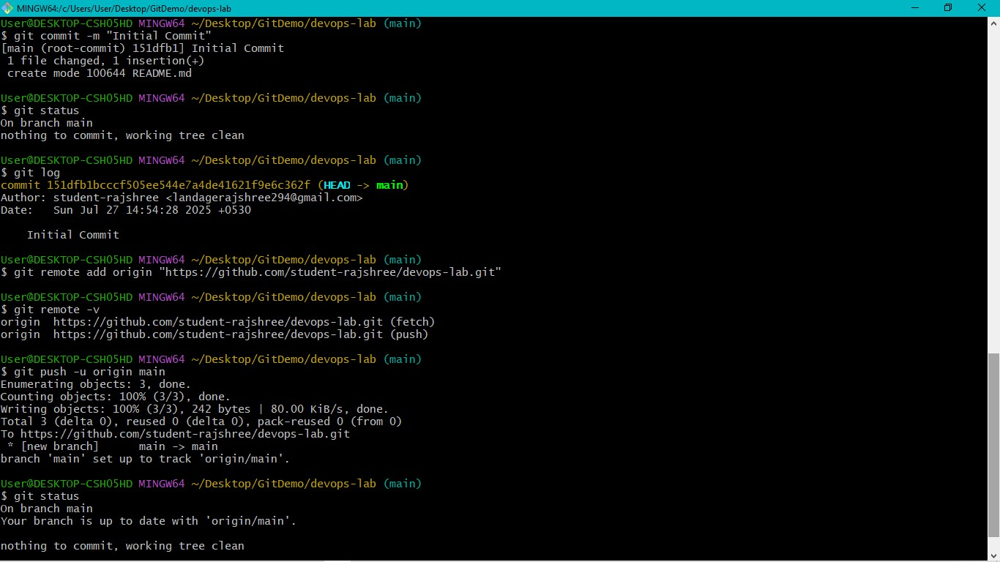 MINGW64:/c/Users/User/Desktop/GitDemo/devops-lab
User@DESKTOP-CSHO5HD MINGW64 ~/Desktop/GitDemo/devops-lab (main)
$ git commit -m "Initial Commit"
[main (root-commit) 151dfb1] Initial Commit
 1 file changed, 1 insertion(+)
 create mode 100644 README.md

User@DESKTOP-CSHO5HD MINGW64 ~/Desktop/GitDemo/devops-lab (main)
$ git status
On branch main
nothing to commit, working tree clean

User@DESKTOP-CSHO5HD MINGW64 ~/Desktop/GitDemo/devops-lab (main)
$ git log
commit 151dfb1bcccf505ee544e7a4de41621f9e6c362f (HEAD -> main)
Author: student-rajshree <landagerajshree294@gmail.com>
Date:   Sun Jul 27 14:54:28 2025 +0530

    Initial Commit

User@DESKTOP-CSHO5HD MINGW64 ~/Desktop/GitDemo/devops-lab (main)
$ git remote add origin "https://github.com/student-rajshree/devops-lab.git"

User@DESKTOP-CSHO5HD MINGW64 ~/Desktop/GitDemo/devops-lab (main)
$ git remote -v
origin  https://github.com/student-rajshree/devops-lab.git (fetch)
origin  https://github.com/student-rajshree/devops-lab.git (push)

User@DESKTOP-CSHO5HD MINGW64 ~/Desktop/GitDemo/devops-lab (main)
$ git push -u origin main
Enumerating objects: 3, done.
Counting objects: 100% (3/3), done.
Writing objects: 100% (3/3), 242 bytes | 80.00 KiB/s, done.
Total 3 (delta 0), reused 0 (delta 0), pack-reused 0 (from 0)
To https://github.com/student-rajshree/devops-lab.git
 * [new branch]      main -> main
branch 'main' set up to track 'origin/main'.

User@DESKTOP-CSHO5HD MINGW64 ~/Desktop/GitDemo/devops-lab (main)
$ git status
On branch main
Your branch is up to date with 'origin/main'.

nothing to commit, working tree clean